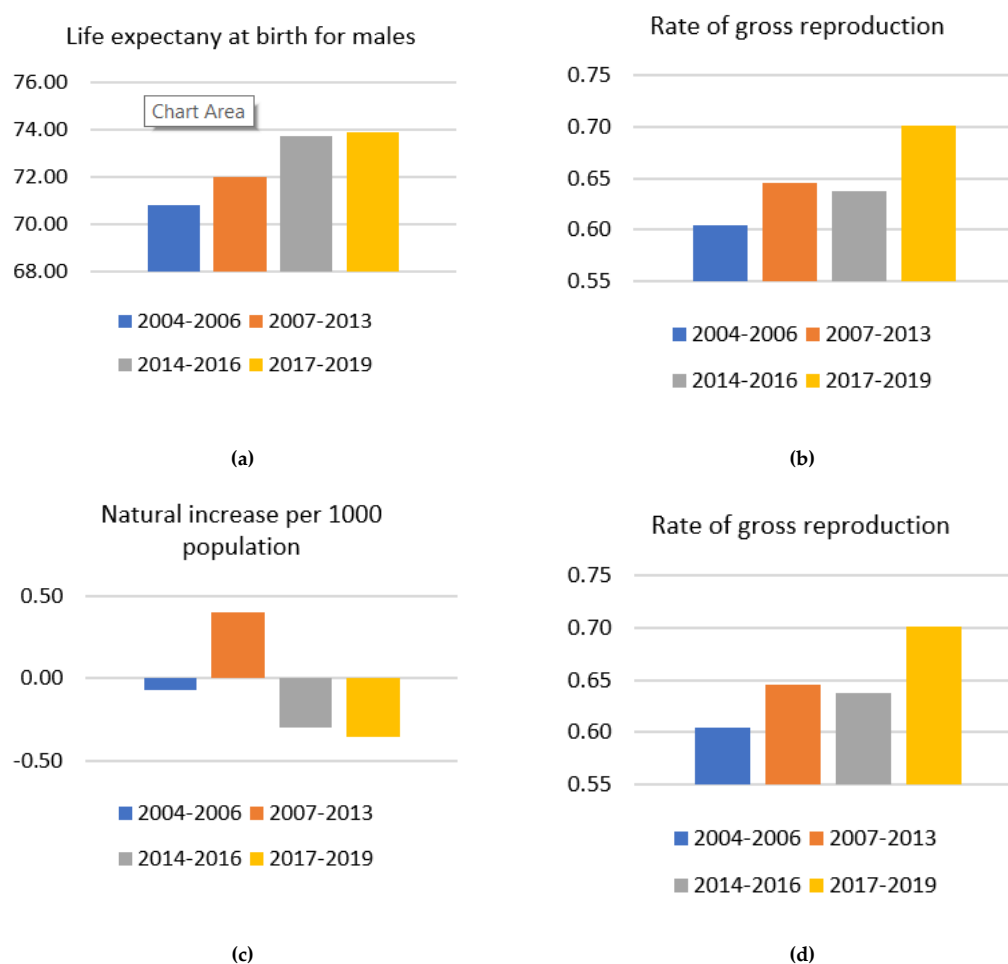 Life expectany at birth for males
76.00
74.00
72.00
70.00
68.00
Chart Area
2004-2006 2007-2013
2014-2016 2017-2019
(a)
Rate of gross reproduction
0.75
0.70
0.65
0.60
0.55
2004-2006 2007-2013
2014-2016 2017-2019
(b)
Natural increase per 1000
population
0.50
0.00
-0.50
2004-2006 2007-2013
2014-2016 2017-2019
(c)
Rate of gross reproduction
0.75
0.70
0.65
0.60
0.55
2004-2006 2007-2013
2014-2016 2017-2019
(d)